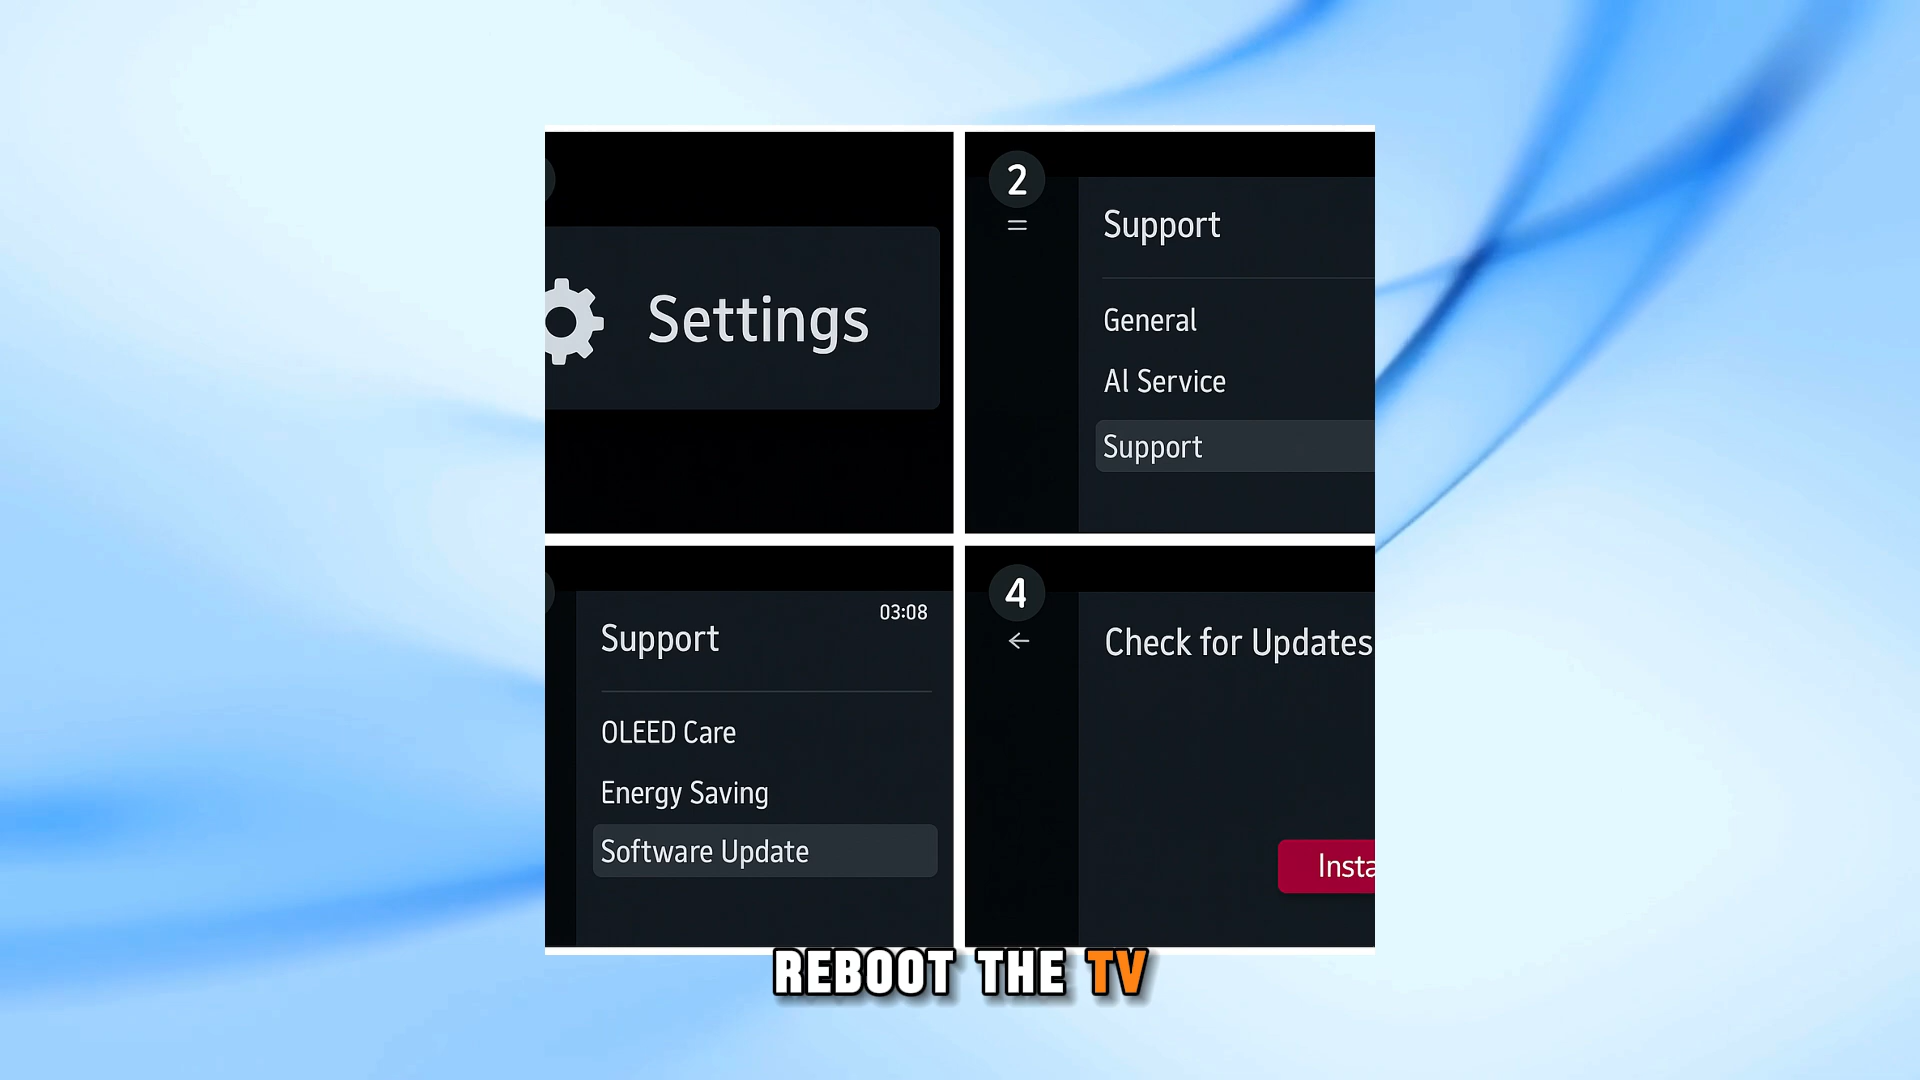 Settings
2
Support
General
AI Service
Support
03:08
Support
OLEED Care
Energy Saving
Software Update
4
Check for Updates
Insta
REBOOT THE TV